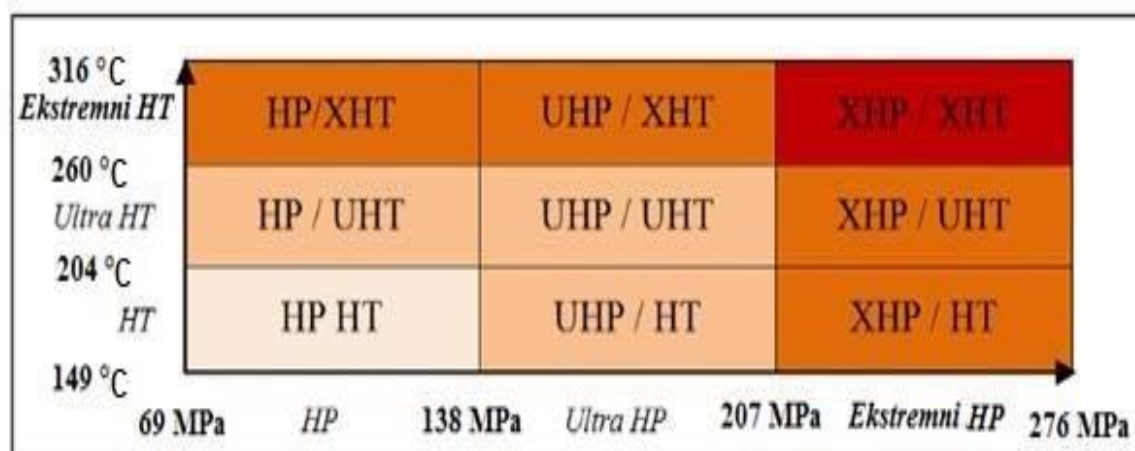 316 °C
Ekstremni HT
HP/XHT
UHP / XHT
XHP / XHT
260 °C
Ultra HT
HP / UHT
UHP / UHT
XHP / UHT
204 °C
HT
HP HT
UHP / HT
XHP / HT
149 °C
69 MPa
HP
138 MPa
Ultra HP
207 MPa
Ekstremni HP
276 MPa